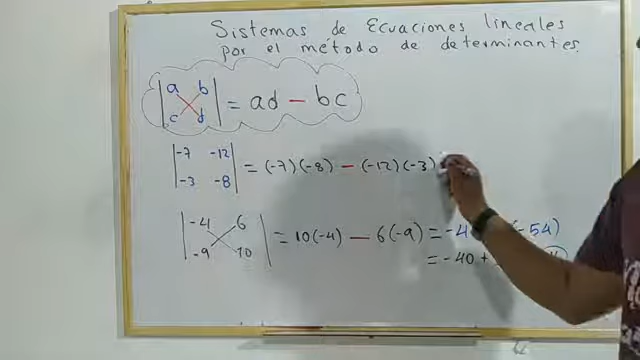 Sistemas de Ecuaciones lineales
por el método de determinantes.
|a b|
|c d| = ad - bc
|-7 -12|
|-3 -8| = (-7)(-8) - (-12)(-3)
|-4 6|
|-9 10| = 10(-4) - 6(-9) = -4 (-54)
= -40 +